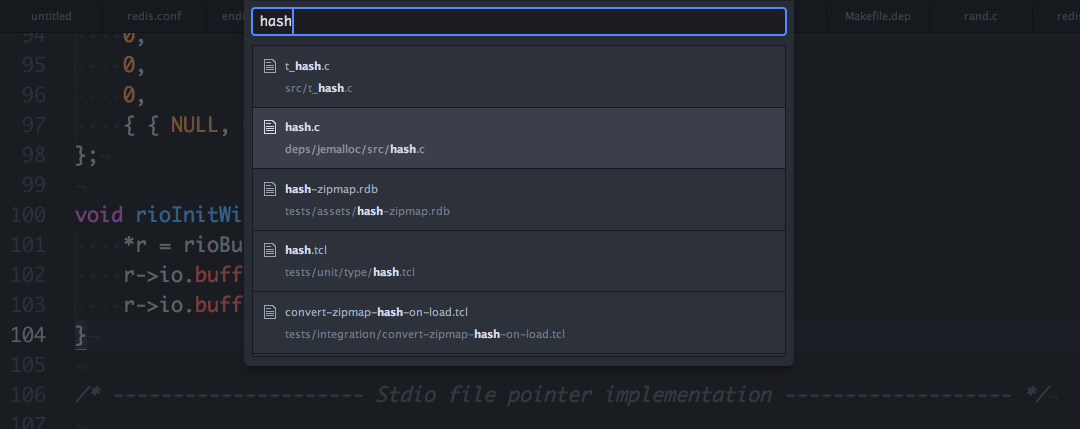 untitled redis.conf endi Makefile.dep rand.c redis
hash
94 0,
95 0,
96 0,
97 { { NULL,
98 };
99
100 void rioInitWi
101 *r = rioBu
102 r->io.buff
103 r->io.buff
104 }
105
106 /* --------------------- Stdio file pointer implementation ------------------- */
107
t_hash.c
src/t_hash.c
hash.c
deps/jemalloc/src/hash.c
hash-zipmap.rdb
tests/assets/hash-zipmap.rdb
hash.tcl
tests/unit/type/hash.tcl
convert-zipmap-hash-on-load.tcl
tests/integration/convert-zipmap-hash-on-load.tcl